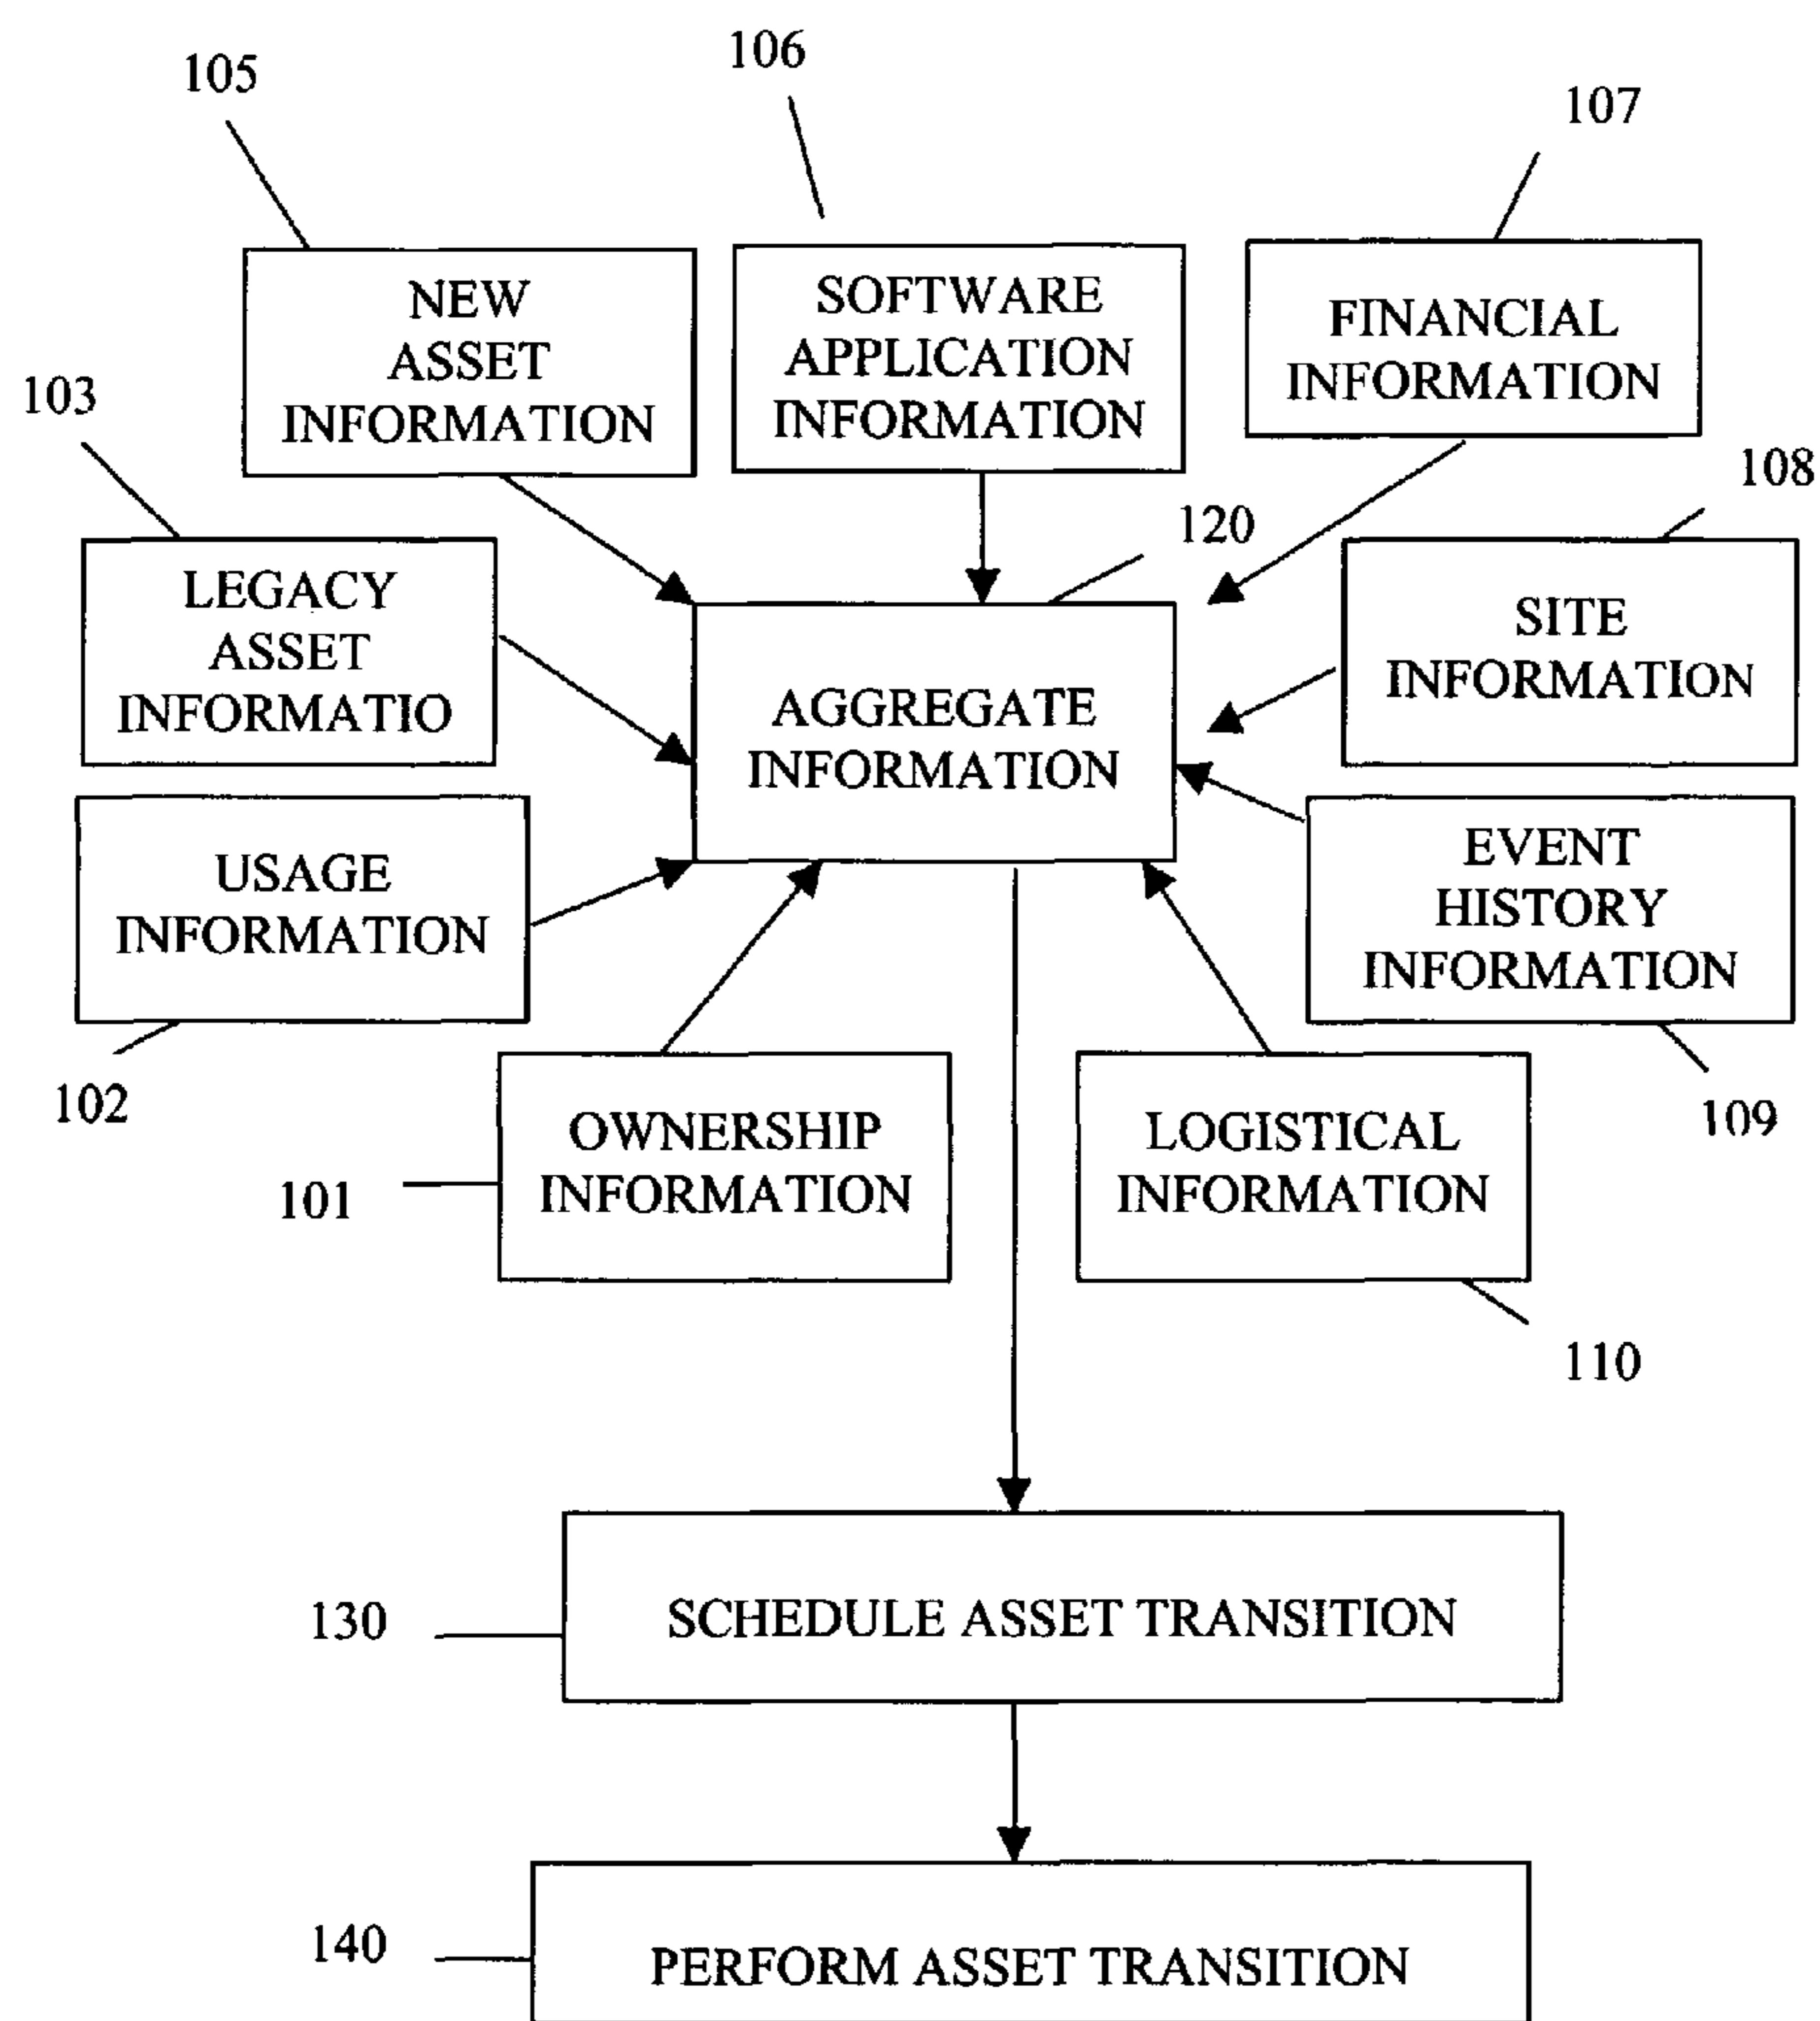 106
105
107
NEW
ASSET
INFORMATION
SOFTWARE
APPLICATION
INFORMATION
FINANCIAL
INFORMATION
103
108
120
LEGACY
ASSET
INFORMATIO
SITE
INFORMATION
AGGREGATE
INFORMATION
USAGE
INFORMATION
EVENT
HISTORY
INFORMATION
102
109
OWNERSHIP
INFORMATION
LOGISTICAL
INFORMATION
101
110
130
SCHEDULE ASSET TRANSITION
140
PERFORM ASSET TRANSITION